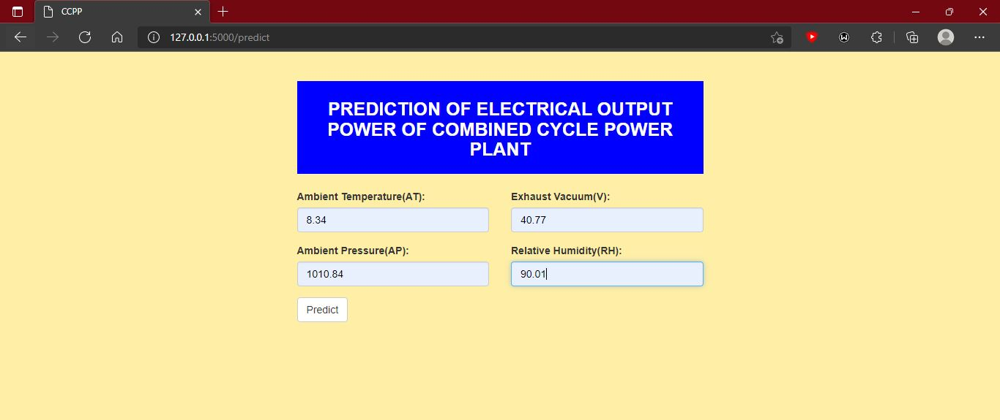 CCPP
127.0.0.1:5000/predict
PREDICTION OF ELECTRICAL OUTPUT
POWER OF COMBINED CYCLE POWER
PLANT
Ambient Temperature(AT): Exhaust Vacuum(V):
8.34 40.77
Ambient Pressure(AP): Relative Humidity(RH):
1010.84 90.01
Predict